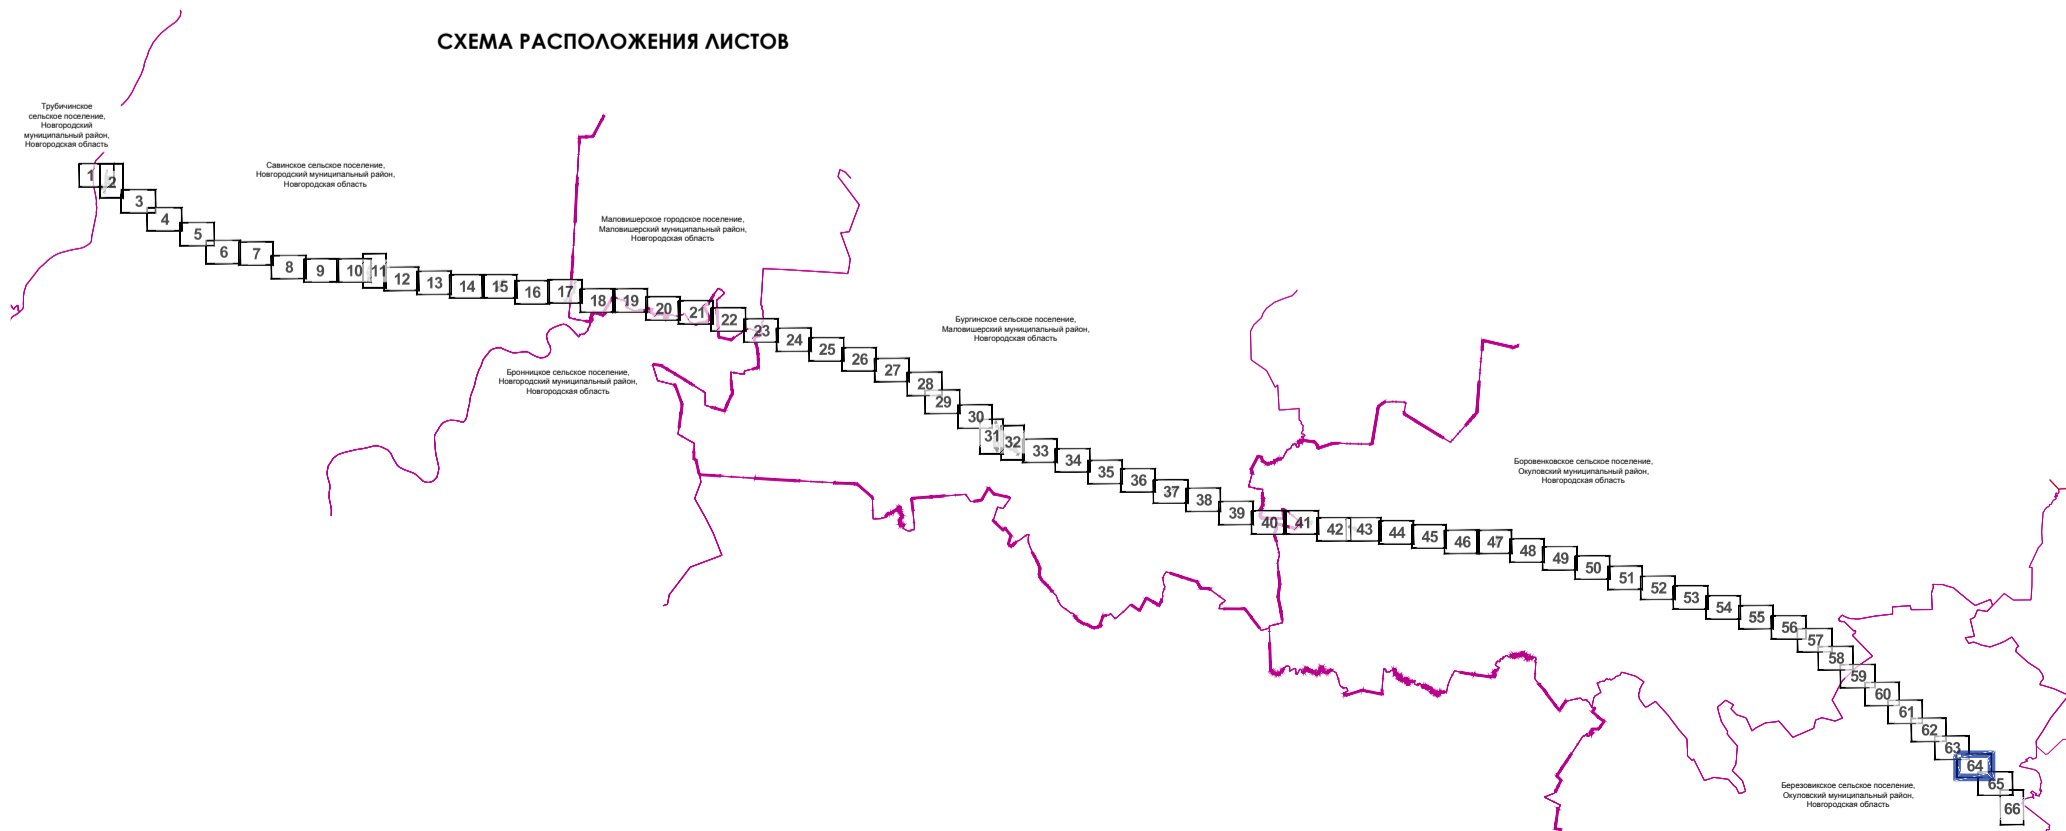 СХЕМА РАСПОЛОЖЕНИЯ ЛИСТОВ
Трубичинское
сельское поселение,
Новгородский
муниципальный район,
Новгородская область
Савинское сельское поселение,
Новгородский муниципальный район,
Новгородская область
Маловишерское городское поселение,
Маловишерский муниципальный район,
Новгородская область
Бронницкое сельское поселение,
Новгородский муниципальный район,
Новгородская область
Бургинское сельское поселение,
Маловишерский муниципальный район,
Новгородская область
Боровенковское сельское поселение,
Окуловский муниципальный район,
Новгородская область
Березовикское сельское поселение,
Окуловский муниципальный район,
Новгородская область
1
2
3
4
5
6
7
8
9
10
11
12
13
14
15
16
17
18
19
20
21
22
23
24
25
26
27
28
29
30
31
32
33
34
35
36
37
38
39
40
41
42
43
44
45
46
47
48
49
50
51
52
53
54
55
56
57
58
59
60
61
62
63
64
65
66